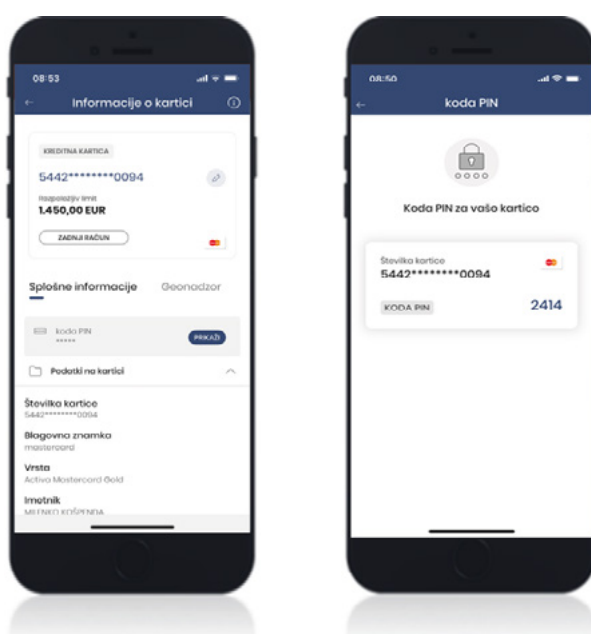 08:53
Informacije o kartici
KREDITNA KARTICA
5442********0094
Razpoložljiv limit
1.450,00 EUR
ZADNJI RAČUN
Splošne informacije Geonadzor
koda PIN
*****
PRIKAŽI
Podatki na kartici
Številka kartice
5442********0094
Blagovna znamka
mastercard
Vrsta
Activa Mastercard Gold
Imetnik
MILENKO KOŠPENDA
08:50
koda PIN
Koda PIN za vašo kartico
Številka kartice
5442********0094
KODA PIN 2414